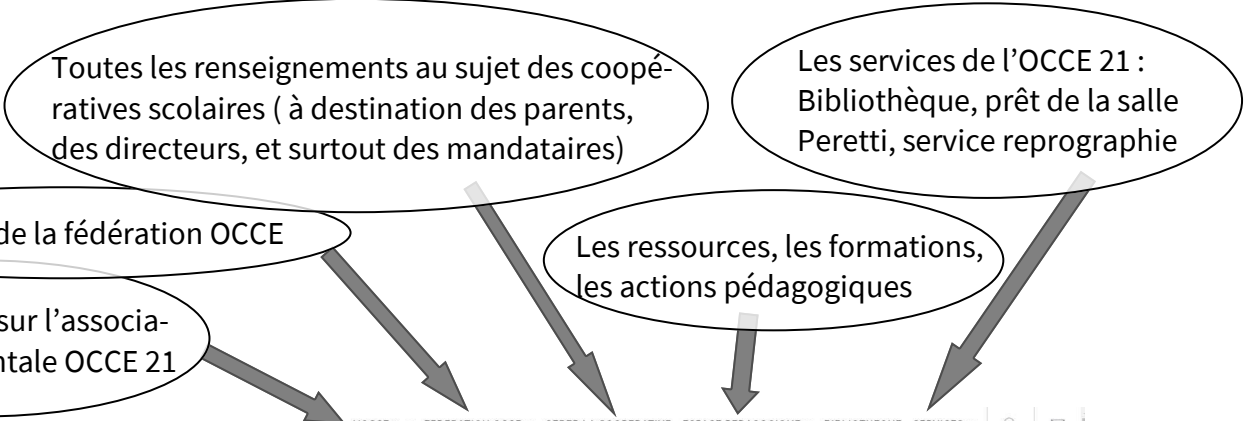 Toutes les renseignements au sujet des coopé-
ratives scolaires ( à destination des parents,
des directeurs, et surtout des mandataires)
Les services de l’OCCE 21 :
Bibliothèque, prêt de la salle
Peretti, service reprographie
de la fédération OCCE
Les ressources, les formations,
les actions pédagogiques
sur l’associa-
ntale OCCE 21